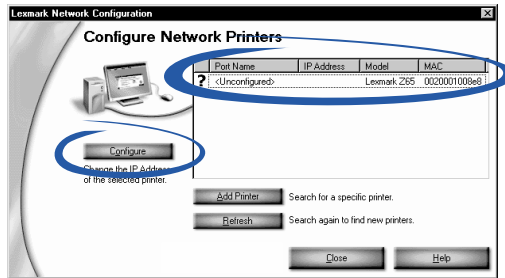 Lexmark Network Configuration
Configure Network Printers
Port Name IP Address Model MAC
? <Unconfigured> Lexmark Z65 0020001008e8
Configure
Change the IP Address
of the selected printer.
Add Printer Search for a specific printer.
Refresh Search again to find new printers.
Close Help